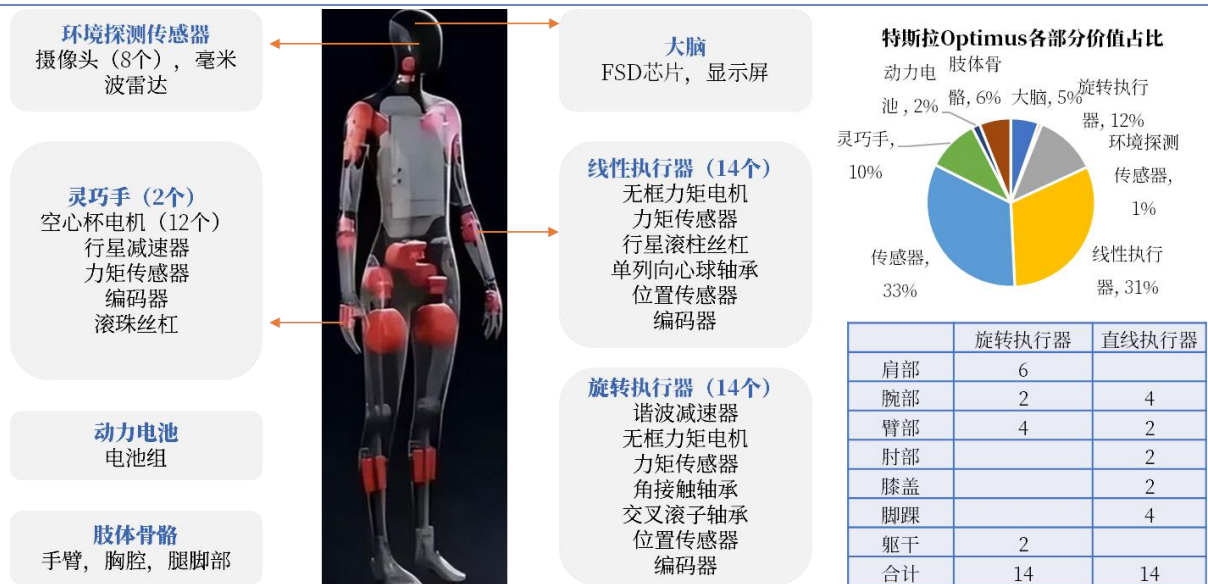 环境探测传感器
摄像头（8个），毫米
波雷达
灵巧手（2个）
空心杯电机（12个）
行星减速器
力矩传感器
编码器
滚珠丝杠
动力电池
电池组
肢体骨骼
手臂，胸腔，腿脚部
大脑
FSD芯片，显示屏
线性执行器（14个）
无框力矩电机
力矩传感器
行星滚柱丝杠
单列向心球轴承
位置传感器
编码器
旋转执行器（14个）
谐波减速器
无框力矩电机
力矩传感器
角接触轴承
交叉滚子轴承
位置传感器
编码器
特斯拉Optimus各部分价值占比
动力电
池，2%
肢体骨
骼, 6%
大脑, 5%
旋转执行
器, 12%
环境探测
传感器,
1%
线性执行
器, 31%
传感器,
33%
灵巧手,
10%
旋转执行器 直线执行器
肩部 6
腕部 2 4
臂部 4 2
肘部 2
膝盖 2
脚踝 4
躯干 2
合计 14 14